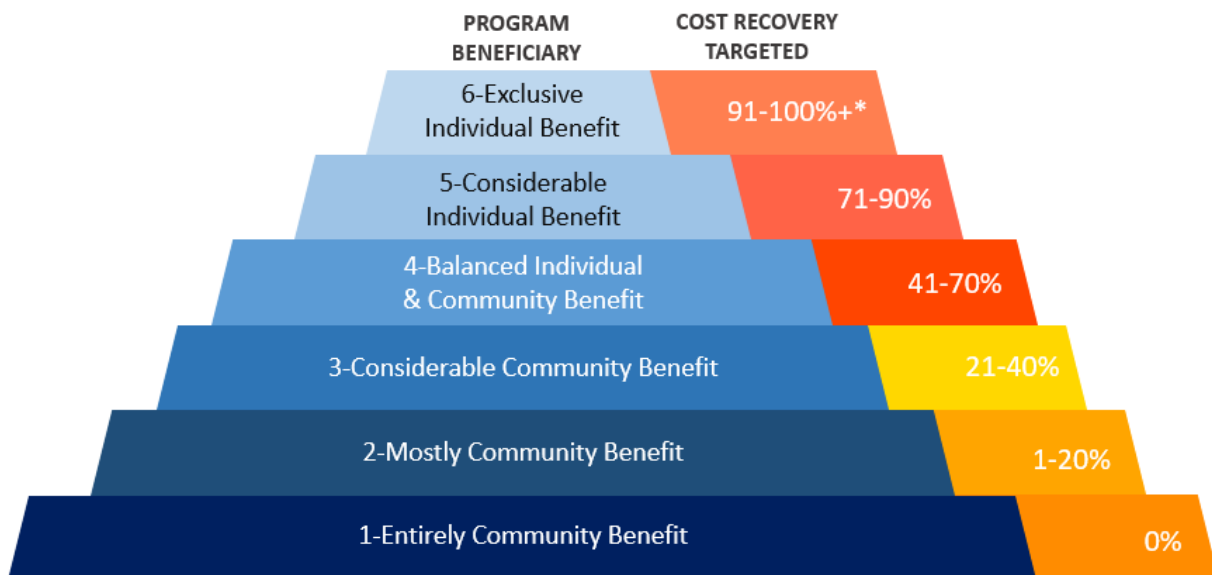 PROGRAM
BENEFICIARY
COST RECOVERY
TARGETED
6-Exclusive
Individual Benefit
91-100%+*
5-Considerable
Individual Benefit
71-90%
4-Balanced Individual
& Community Benefit
41-70%
3-Considerable Community Benefit
21-40%
2-Mostly Community Benefit
1-20%
1-Entirely Community Benefit
0%